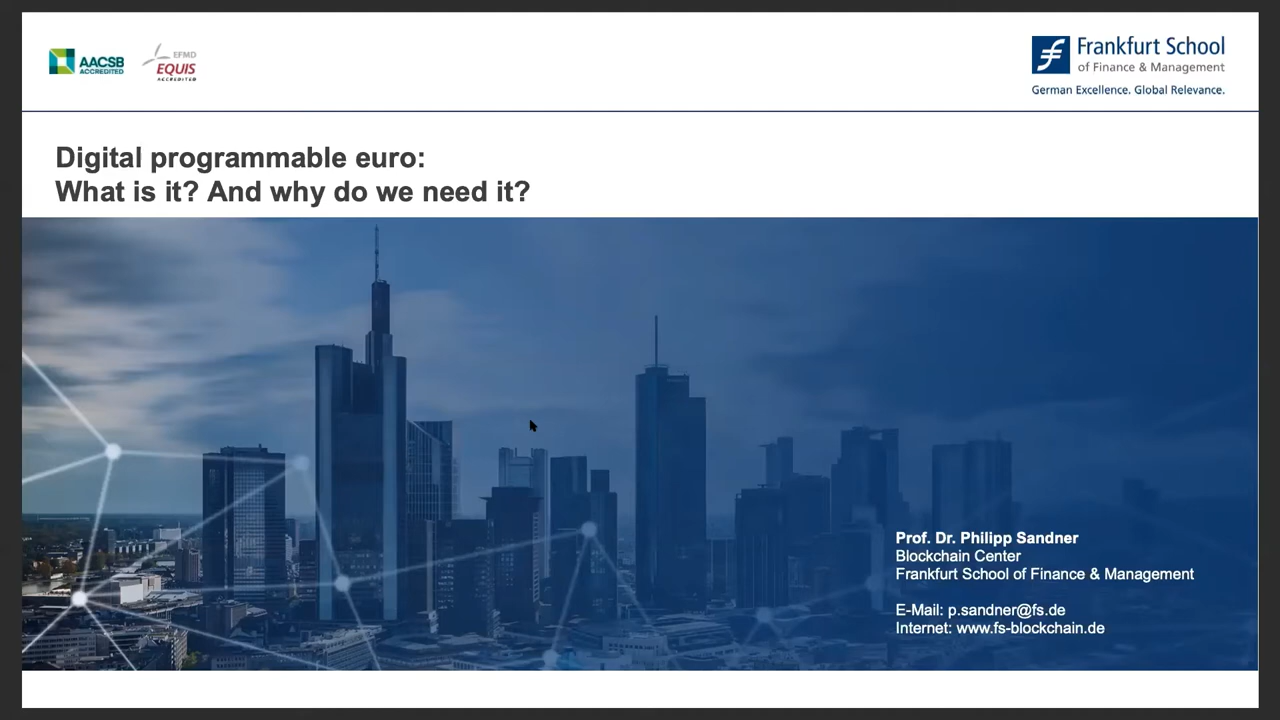 AACSB
ACCREDITED
EFMD
EQUIS
ACCREDITED
Frankfurt School
of Finance & Management
German Excellence. Global Relevance.
Digital programmable euro:
What is it? And why do we need it?
Prof. Dr. Philipp Sandner
Blockchain Center
Frankfurt School of Finance & Management
E-Mail: p.sandner@fs.de
Internet: www.fs-blockchain.de